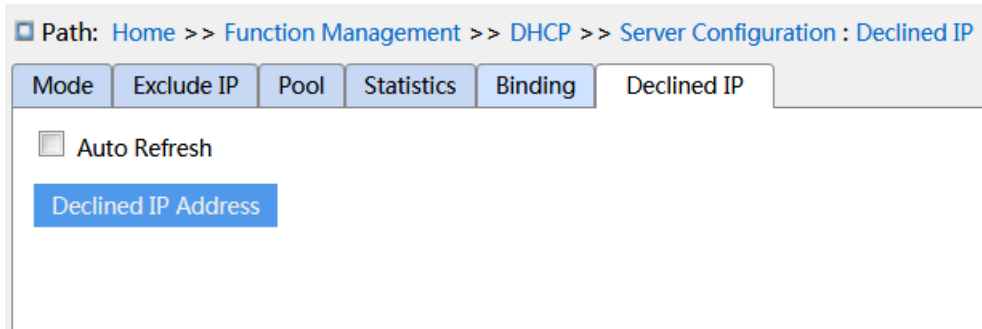 Path: Home >> Function Management >> DHCP >> Server Configuration : Declined IP
Mode Exclude IP Pool Statistics Binding Declined IP
Auto Refresh
Declined IP Address